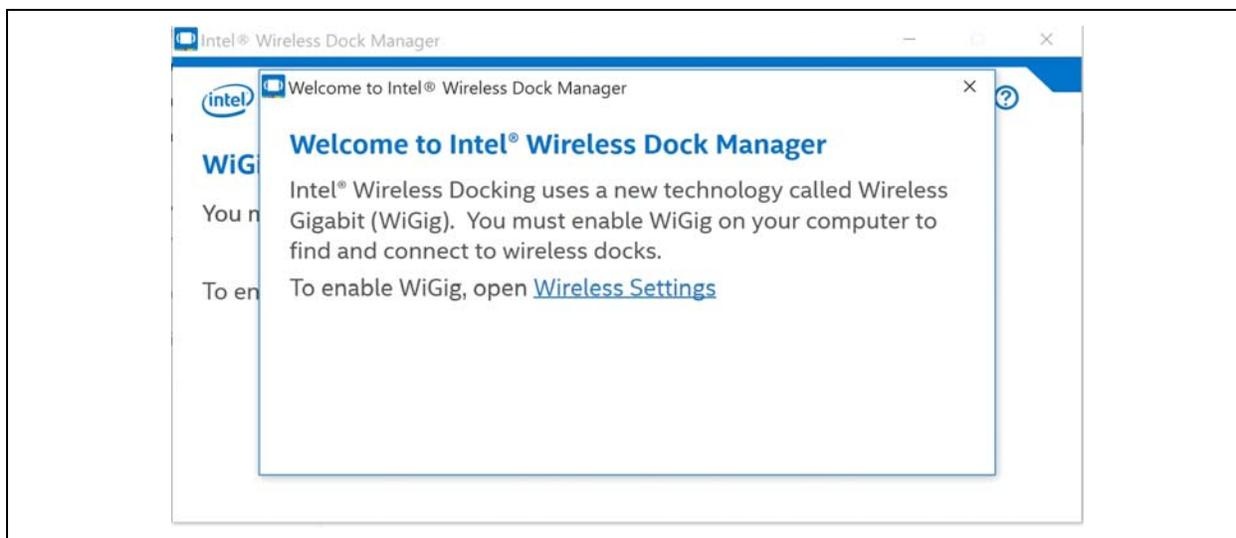 Intel® Wireless Dock Manager
intel
Welcome to Intel® Wireless Dock Manager
?
Welcome to Intel® Wireless Dock Manager
WiGi
Intel® Wireless Docking uses a new technology called Wireless
You n
Gigabit (WiGig). You must enable WiGig on your computer to
find and connect to wireless docks.
To en
To enable WiGig, open Wireless Settings